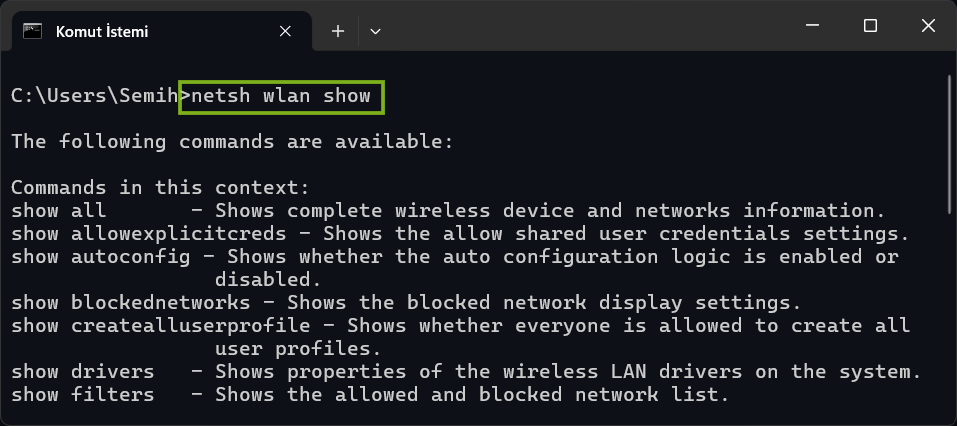 Komut İstemi
C:\Users\Semih>netsh wlan show
The following commands are available:
Commands in this context:
show all       - Shows complete wireless device and networks information.
show allowexplicitcreds - Shows the allow shared user credentials settings.
show autoconfig - Shows whether the auto configuration logic is enabled or
disabled.
show blockednetworks - Shows the blocked network display settings.
show createalluserprofile - Shows whether everyone is allowed to create all
user profiles.
show drivers   - Shows properties of the wireless LAN drivers on the system.
show filters   - Shows the allowed and blocked network list.